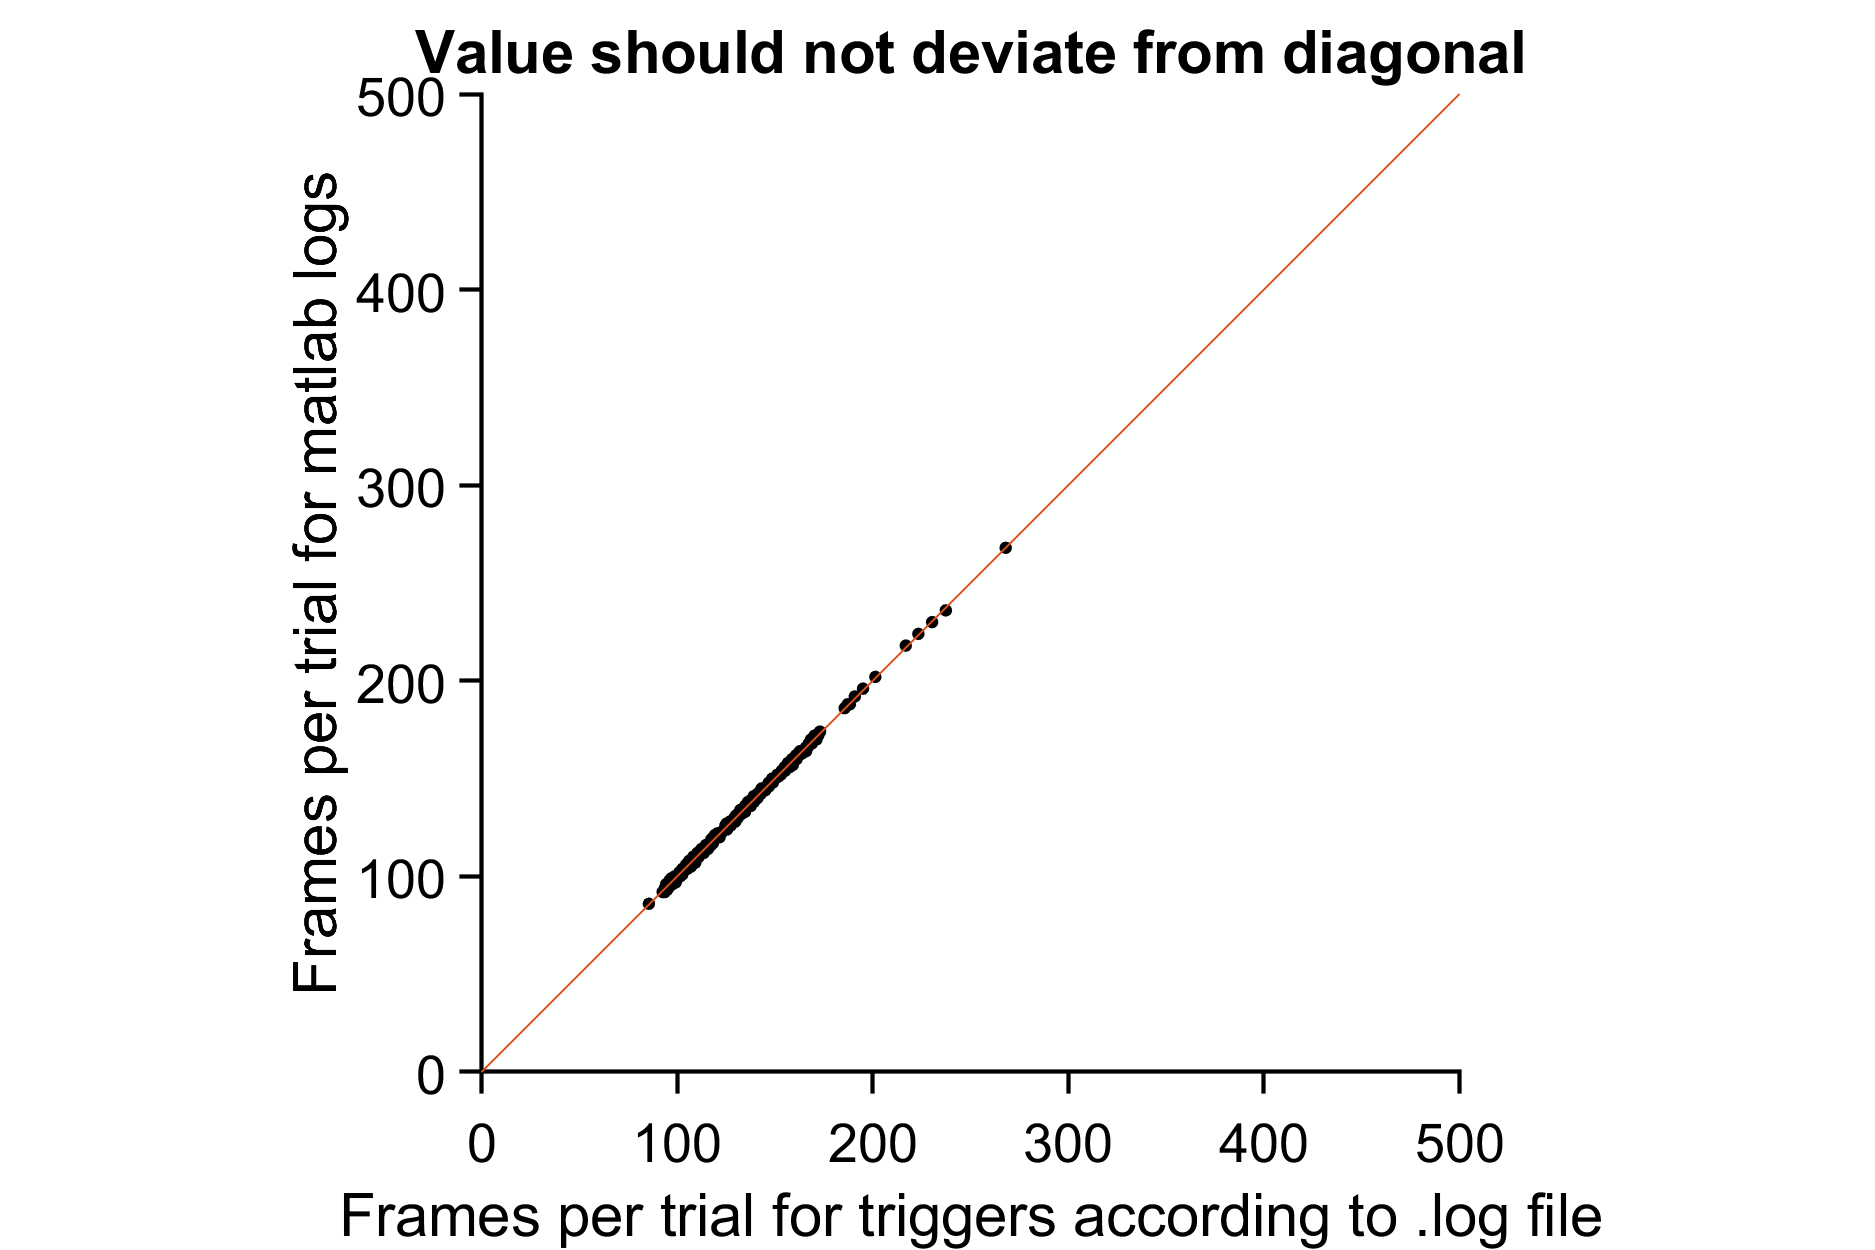 Value should not deviate from diagonal
Frames per trial for matlab logs
500
400
300
200
100
0
0 100 200 300 400 500
Frames per trial for triggers according to .log file